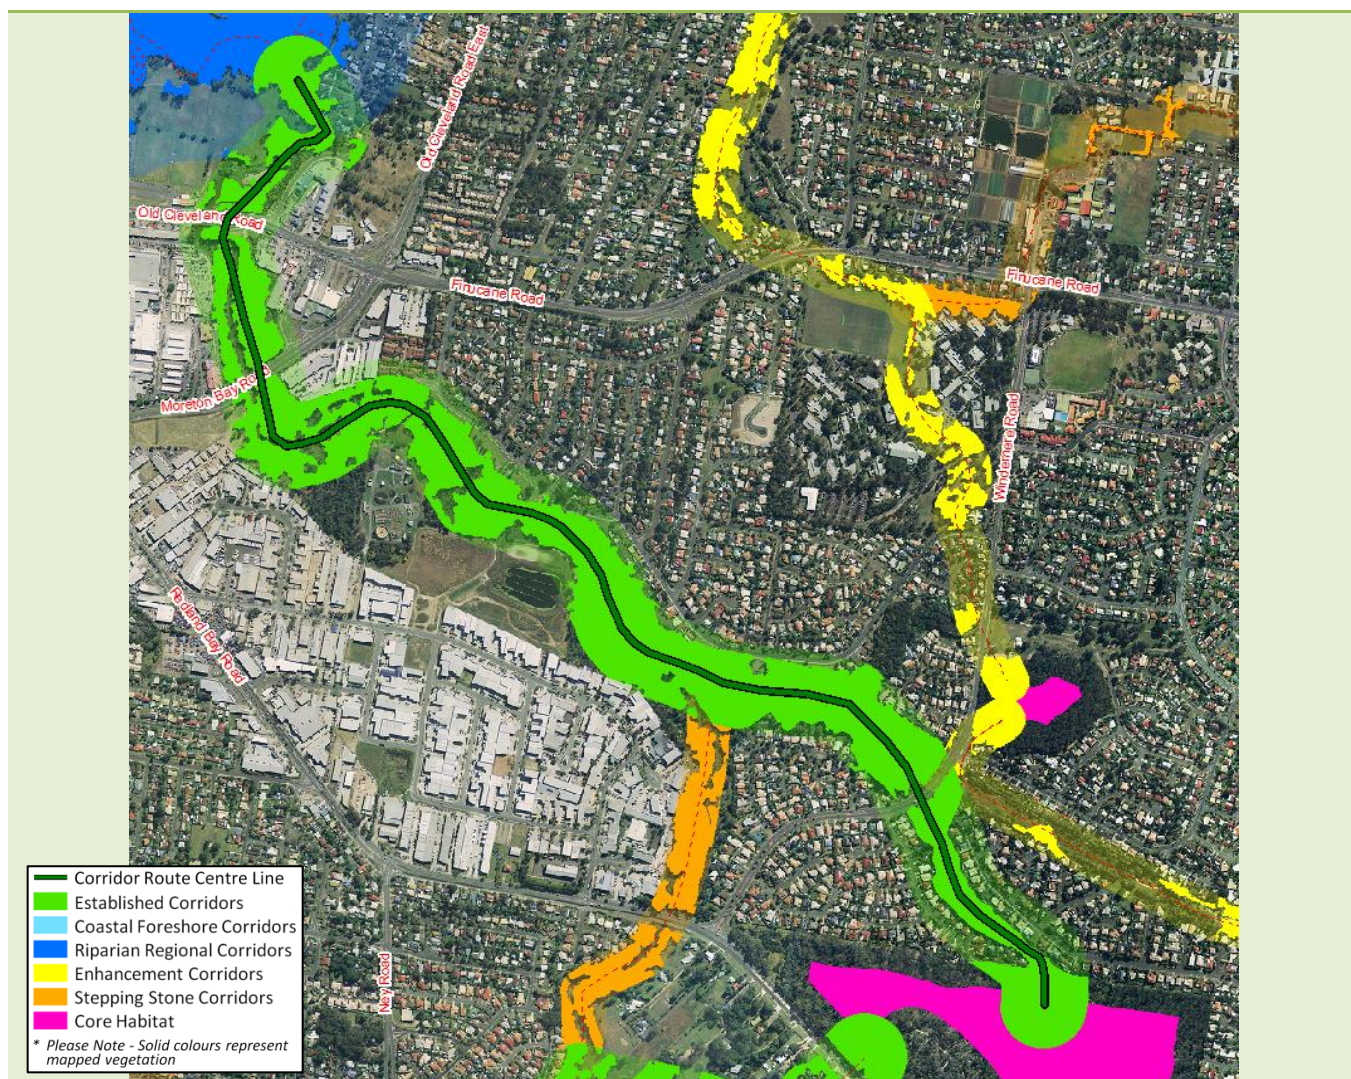 Old Cleveland Road East
Old Cleveland Road
Finucane Road
Finucane Road
Moreton Bay Road
Windermere Road
Redland Bay Road
Ney Road
Corridor Route Centre Line
Established Corridors
Coastal Foreshore Corridors
Riparian Regional Corridors
Enhancement Corridors
Stepping Stone Corridors
Core Habitat
* Please Note - Solid colours represent
mapped vegetation